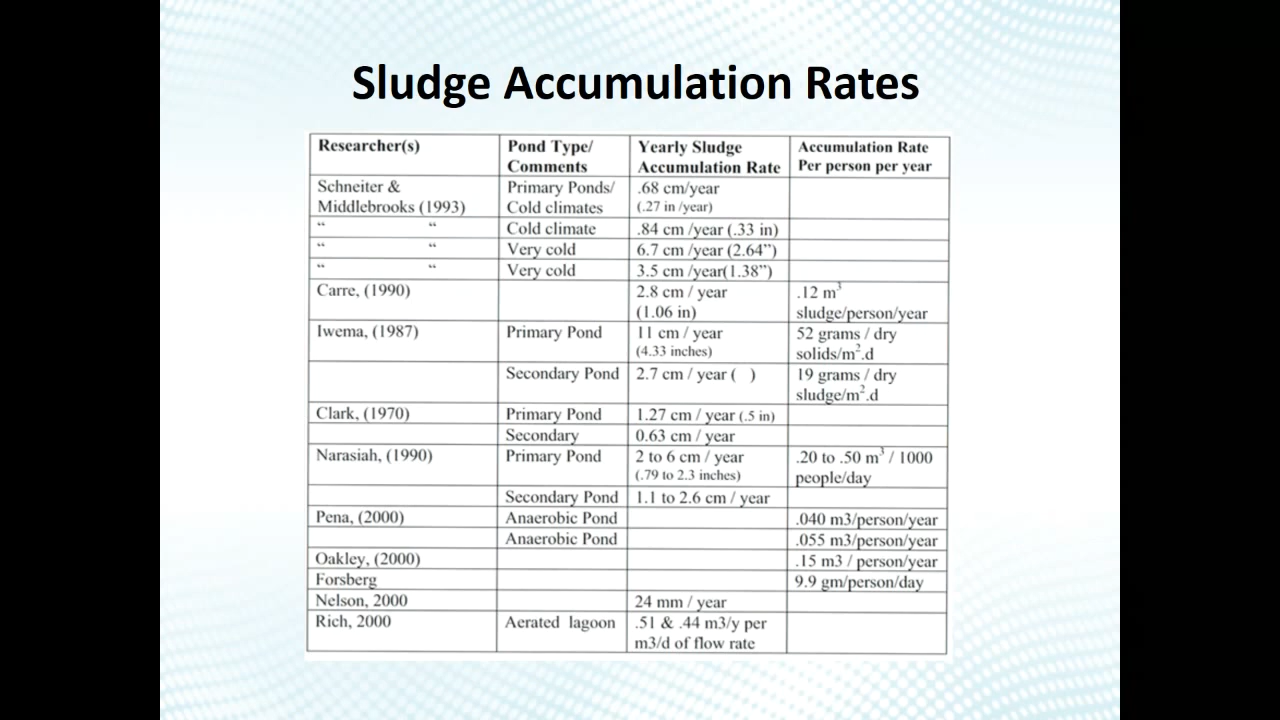 Sludge Accumulation Rates
Researcher(s) Pond Type/ Yearly Sludge Accumulation Rate
Comments Accumulation Rate Per person per year
Schneiter & Primary Ponds/ .68 cm/year
Middlebrooks (1993) Cold climates (.27 in /year)
“ “ Cold climate .84 cm /year (.33 in)
“ “ Very cold 6.7 cm /year (2.64”)
“ “ Very cold 3.5 cm /year(1.38”)
Carre, (1990) 2.8 cm / year .12 m³
(1.06 in) sludge/person/year
Iwema, (1987) Primary Pond 11 cm / year 52 grams / dry
(4.33 inches) solids/m².d
Secondary Pond 2.7 cm / year ( ) 19 grams / dry
sludge/m².d
Clark, (1970) Primary Pond 1.27 cm / year (.5 in)
Secondary 0.63 cm / year
Narasiah, (1990) Primary Pond 2 to 6 cm / year .20 to .50 m³ / 1000
(.79 to 2.3 inches) people/day
Secondary Pond 1.1 to 2.6 cm / year
Pena, (2000) Anaerobic Pond .040 m3/person/year
Anaerobic Pond .055 m3/person/year
Oakley, (2000) .15 m3 / person/year
Forsberg 9.9 gm/person/day
Nelson, 2000 24 mm / year
Rich, 2000 Aerated lagoon .51 & .44 m3/y per
m3/d of flow rate